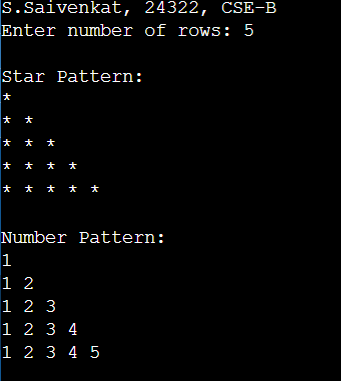 S.Saivenkat, 24322, CSE-B
Enter number of rows: 5
Star Pattern:
*
* *
* * *
* * * *
* * * * *
Number Pattern:
1
1 2
1 2 3
1 2 3 4
1 2 3 4 5